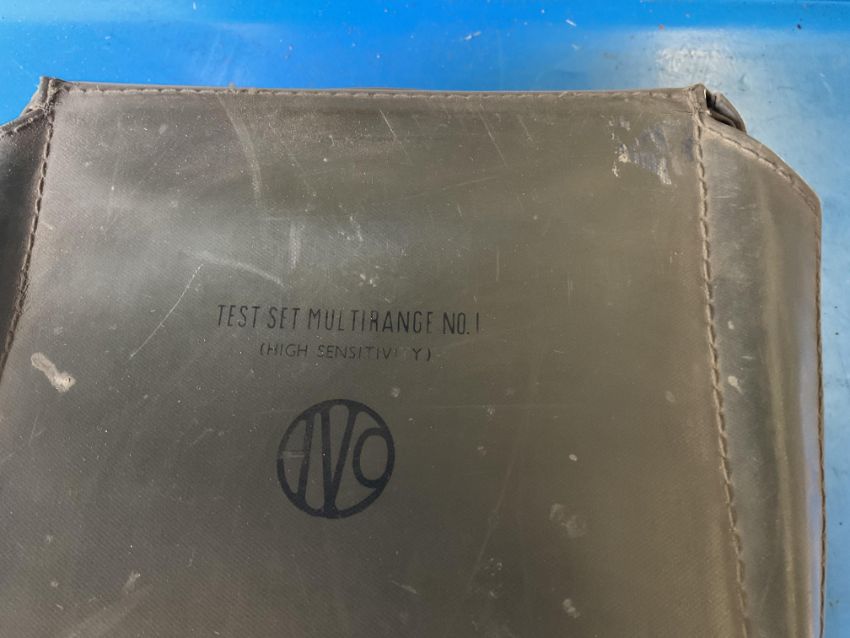 TEST SET MULTIRANGE NO.1
(HIGH SENSITIVITY)
AVO